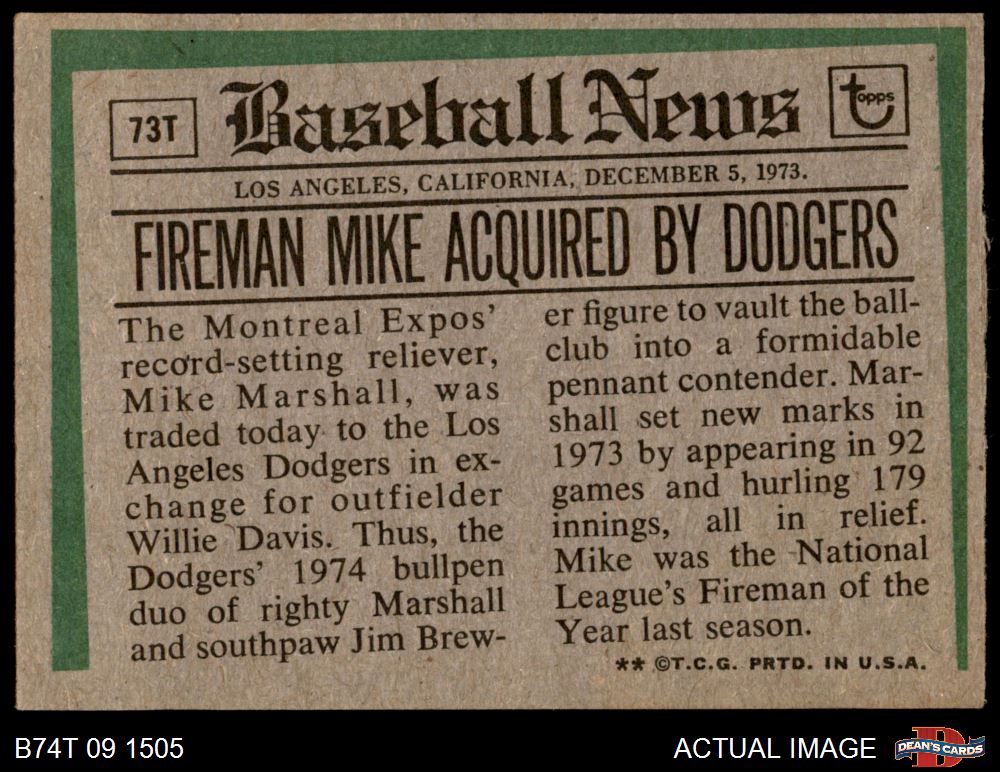 73T
Baseball News
topps
LOS ANGELES, CALIFORNIA, DECEMBER 5, 1973.
FIREMAN MIKE ACQUIRED BY DODGERS
The Montreal Expos'
record-setting reliever,
Mike Marshall, was
traded today to the Los
Angeles Dodgers in ex-
change for outfielder
Willie Davis. Thus, the
Dodgers' 1974 bullpen
duo of righty Marshall
and southpaw Jim Brew-
er figure to vault the ball-
club into a formidable
pennant contender. Mar-
shall set new marks in
1973 by appearing in 92
games and hurling 179
innings, all in relief.
Mike was the National
League's Fireman of the
Year last season.
** ©T.C.G. PRTD. IN U.S.A.
B74T 09 1505
ACTUAL IMAGE
D
DEAN'S CARDS